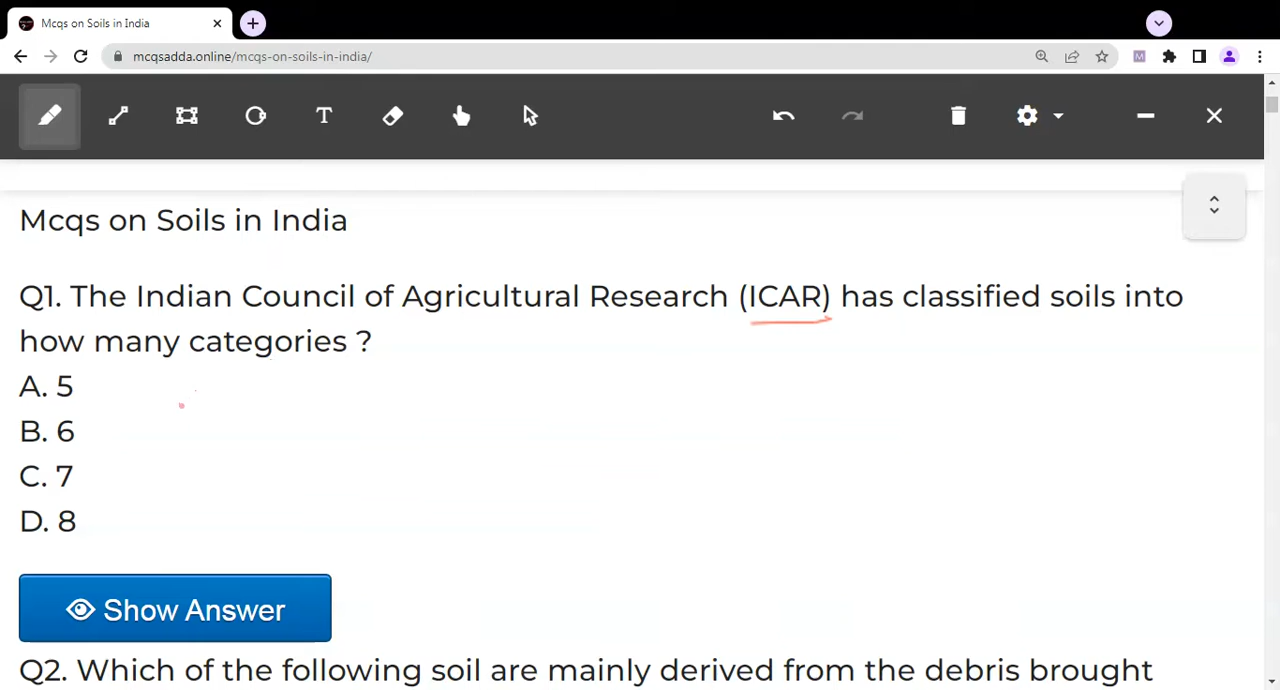 Mcqs on Soils in India
mcqsadda.online/mcqs-on-soils-in-india/
T
Mcqs on Soils in India
Q1. The Indian Council of Agricultural Research (ICAR) has classified soils into
how many categories ?
A. 5
B. 6
C. 7
D. 8
Show Answer
Q2. Which of the following soil are mainly derived from the debris brought